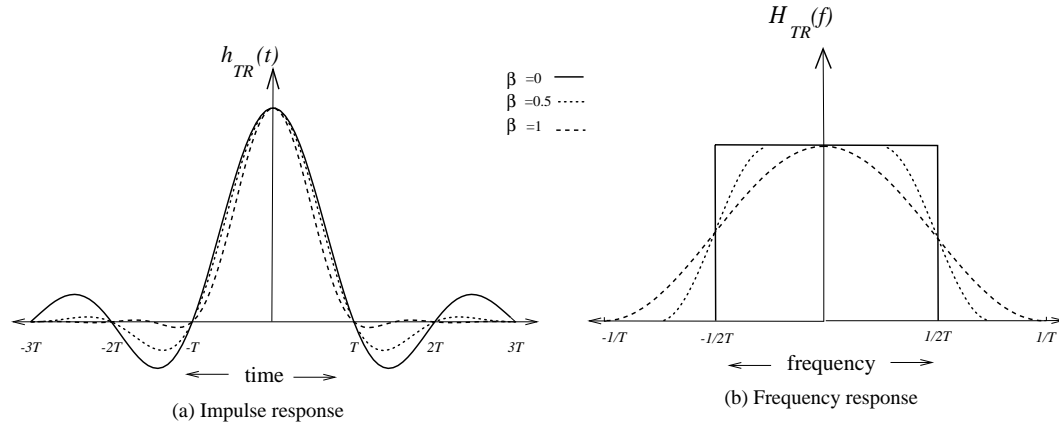 h_TR(t)
-3T -2T -T T 2T 3T
time
(a) Impulse response
β =0
β =0.5
β =1
H_TR(f)
-1/T -1/2T 1/2T 1/T
frequency
(b) Frequency response